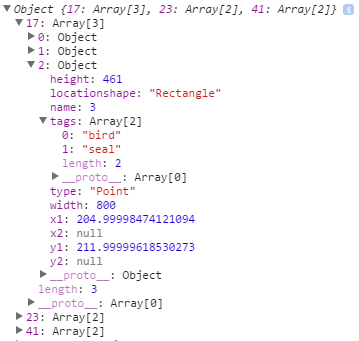 Object {17: Array[3], 23: Array[2], 41: Array[2]} i
17: Array[3]
0: Object
1: Object
2: Object
height: 461
locationshape: "Rectangle"
name: 3
tags: Array[2]
0: "bird"
1: "seal"
length: 2
__proto__: Array[0]
type: "Point"
width: 800
x1: 204.99998474121094
x2: null
y1: 211.99999618530273
y2: null
__proto__: Object
length: 3
__proto__: Array[0]
23: Array[2]
41: Array[2]